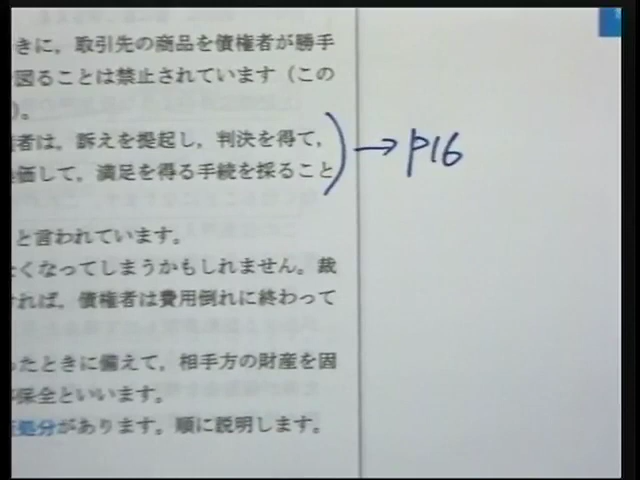 きに，取引先の商品を債権者が勝手
図ることは禁止されています（この
)。
者は，訴えを提起し，判決を得て，
価して，満足を得る手続を採ること
→ P16
と言われています。
くなってしまうかもしれません。裁
れば，債権者は費用倒れに終わって
ったときに備えて，相手方の財産を固
保全といいます。
処分があります。順に説明します。